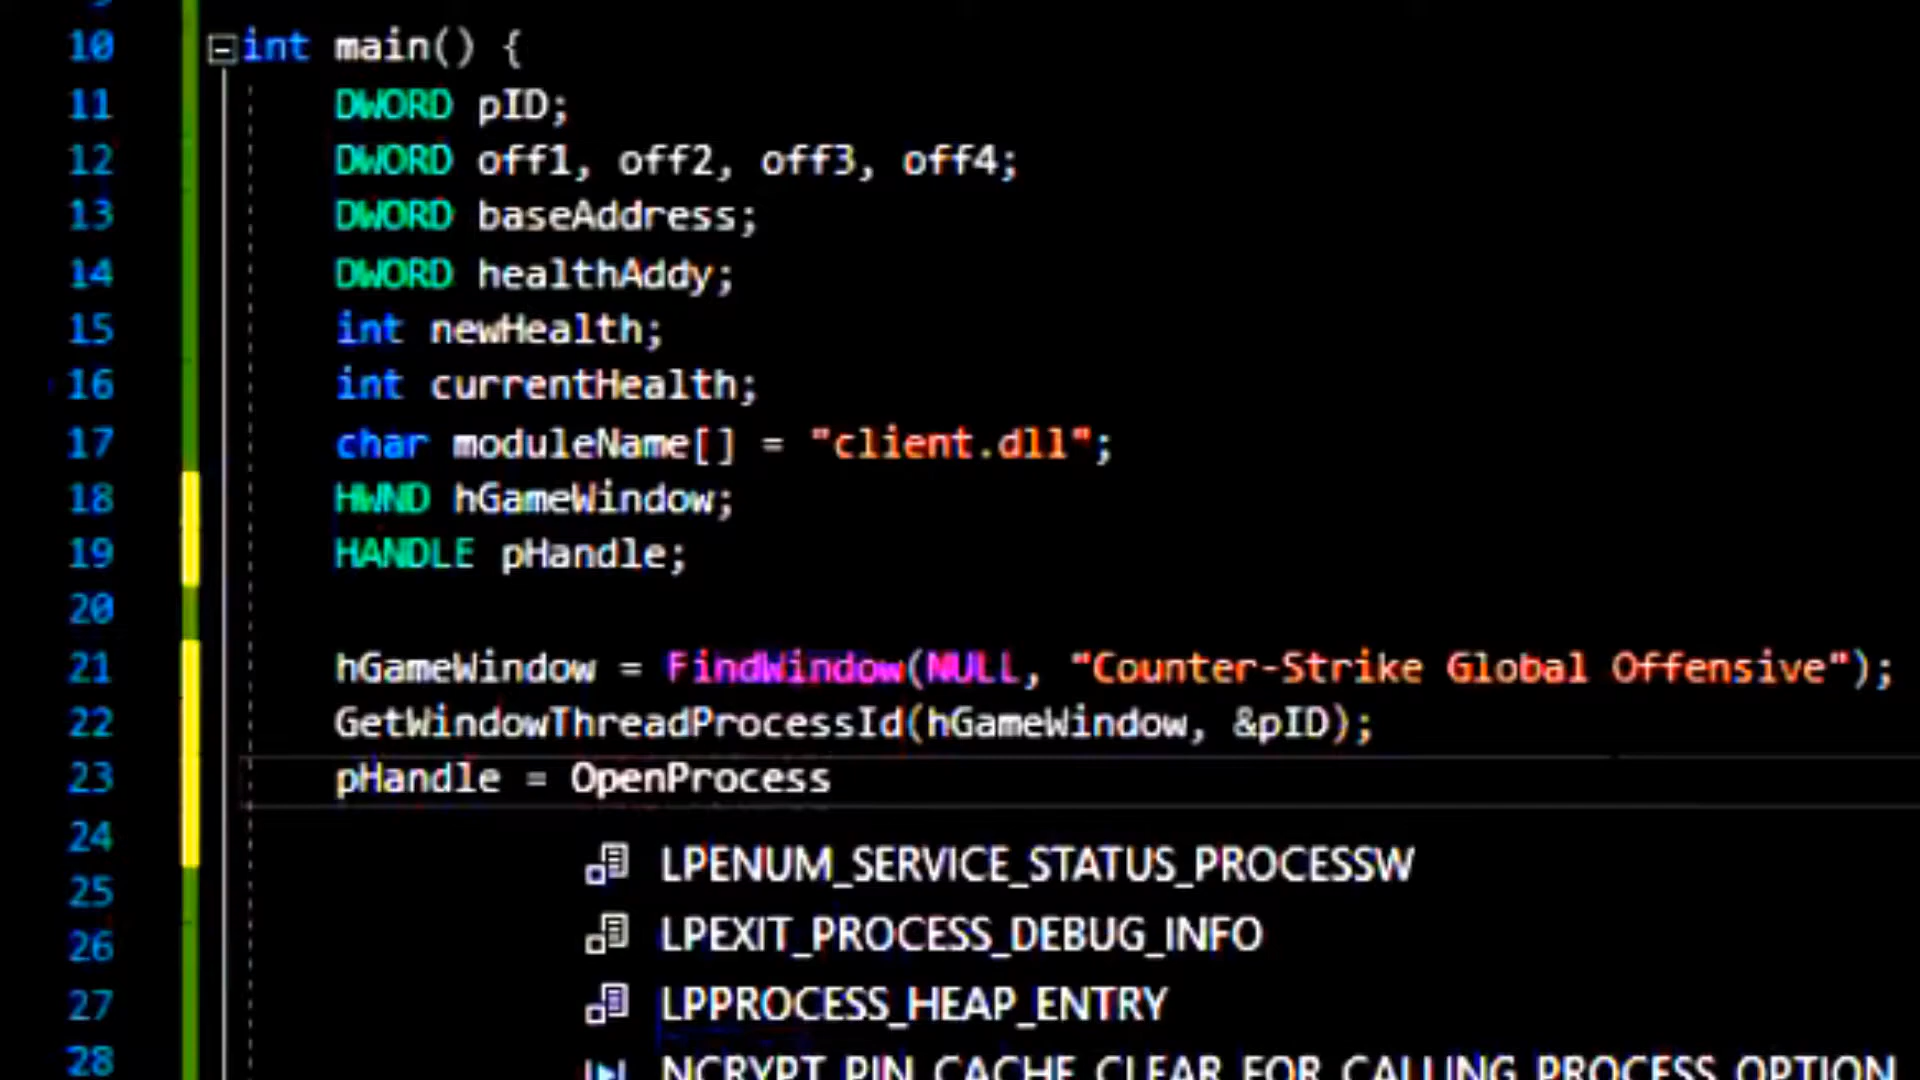 10 int main() {
11 DWORD pID;
12 DWORD off1, off2, off3, off4;
13 DWORD baseAddress;
14 DWORD healthAddy;
15 int newHealth;
16 int currentHealth;
17 char moduleName[] = "client.dll";
18 HWND hGameWindow;
19 HANDLE pHandle;
20
21 hGameWindow = FindWindow(NULL, "Counter-Strike Global Offensive");
22 GetWindowThreadProcessId(hGameWindow, &pID);
23 pHandle = OpenProcess
24
LPENUM_SERVICE_STATUS_PROCESSW
25
26 LPEXIT_PROCESS_DEBUG_INFO
27 LPPROCESS_HEAP_ENTRY
28 NCRYPT_PIN_CACHE_CLEAR_FOR_CALLING_PROCESS_OPTION